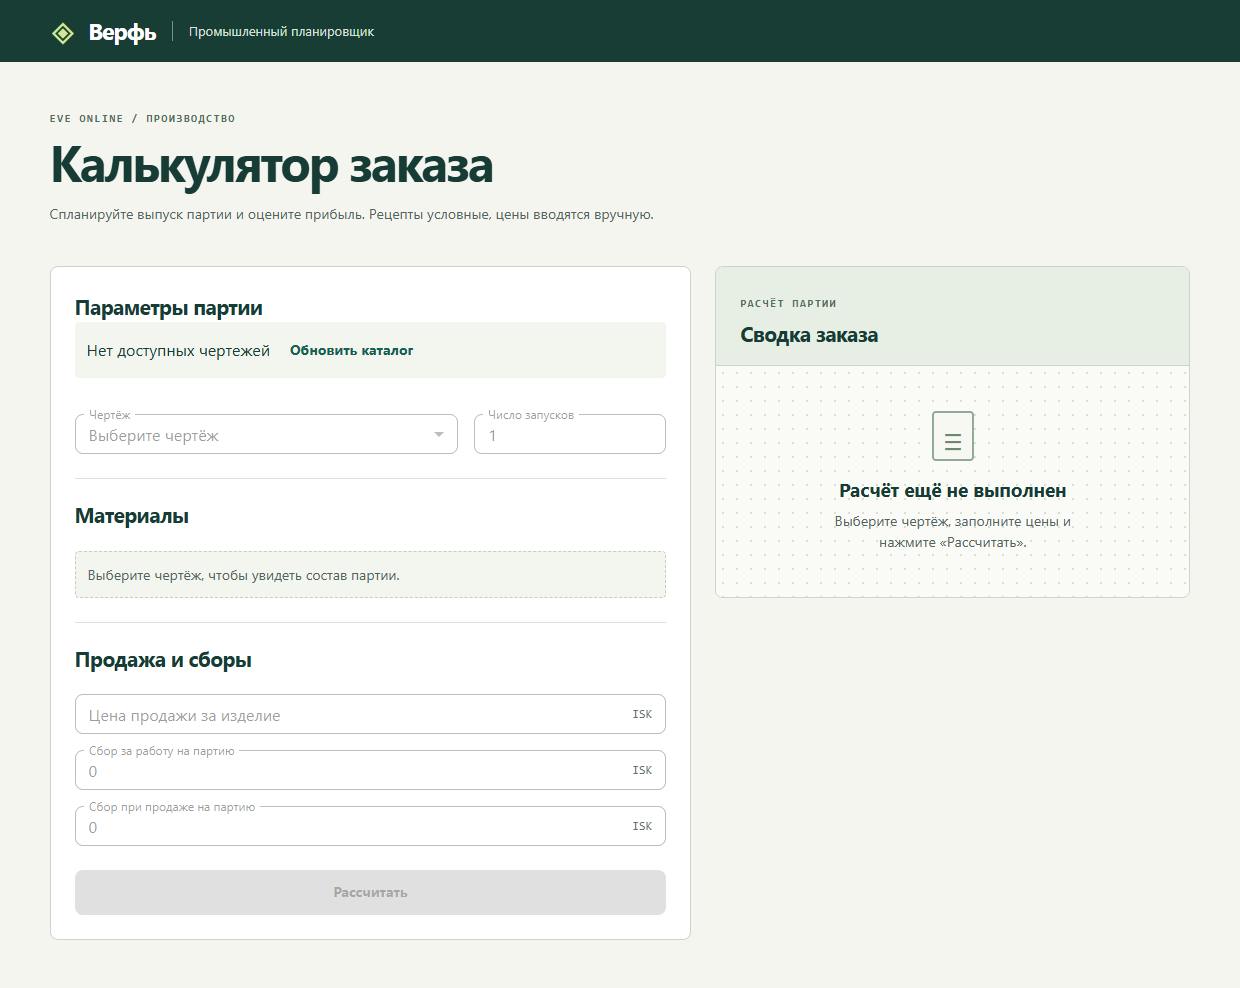 Верфь
Промышленный планировщик
EVE ONLINE / ПРОИЗВОДСТВО
Калькулятор заказа
Спланируйте выпуск партии и оцените прибыль. Рецепты условные, цены вводятся вручную.
Параметры партии
Нет доступных чертежей
Обновить каталог
Чертёж
Выберите чертёж
Число запусков
1
Материалы
Выберите чертёж, чтобы увидеть состав партии.
Продажа и сборы
Цена продажи за изделие
ISK
Сбор за работу на партию
0
ISK
Сбор при продаже на партию
0
ISK
Рассчитать
РАСЧЁТ ПАРТИИ
Сводка заказа
Расчёт ещё не выполнен
Выберите чертёж, заполните цены и
нажмите «Рассчитать».